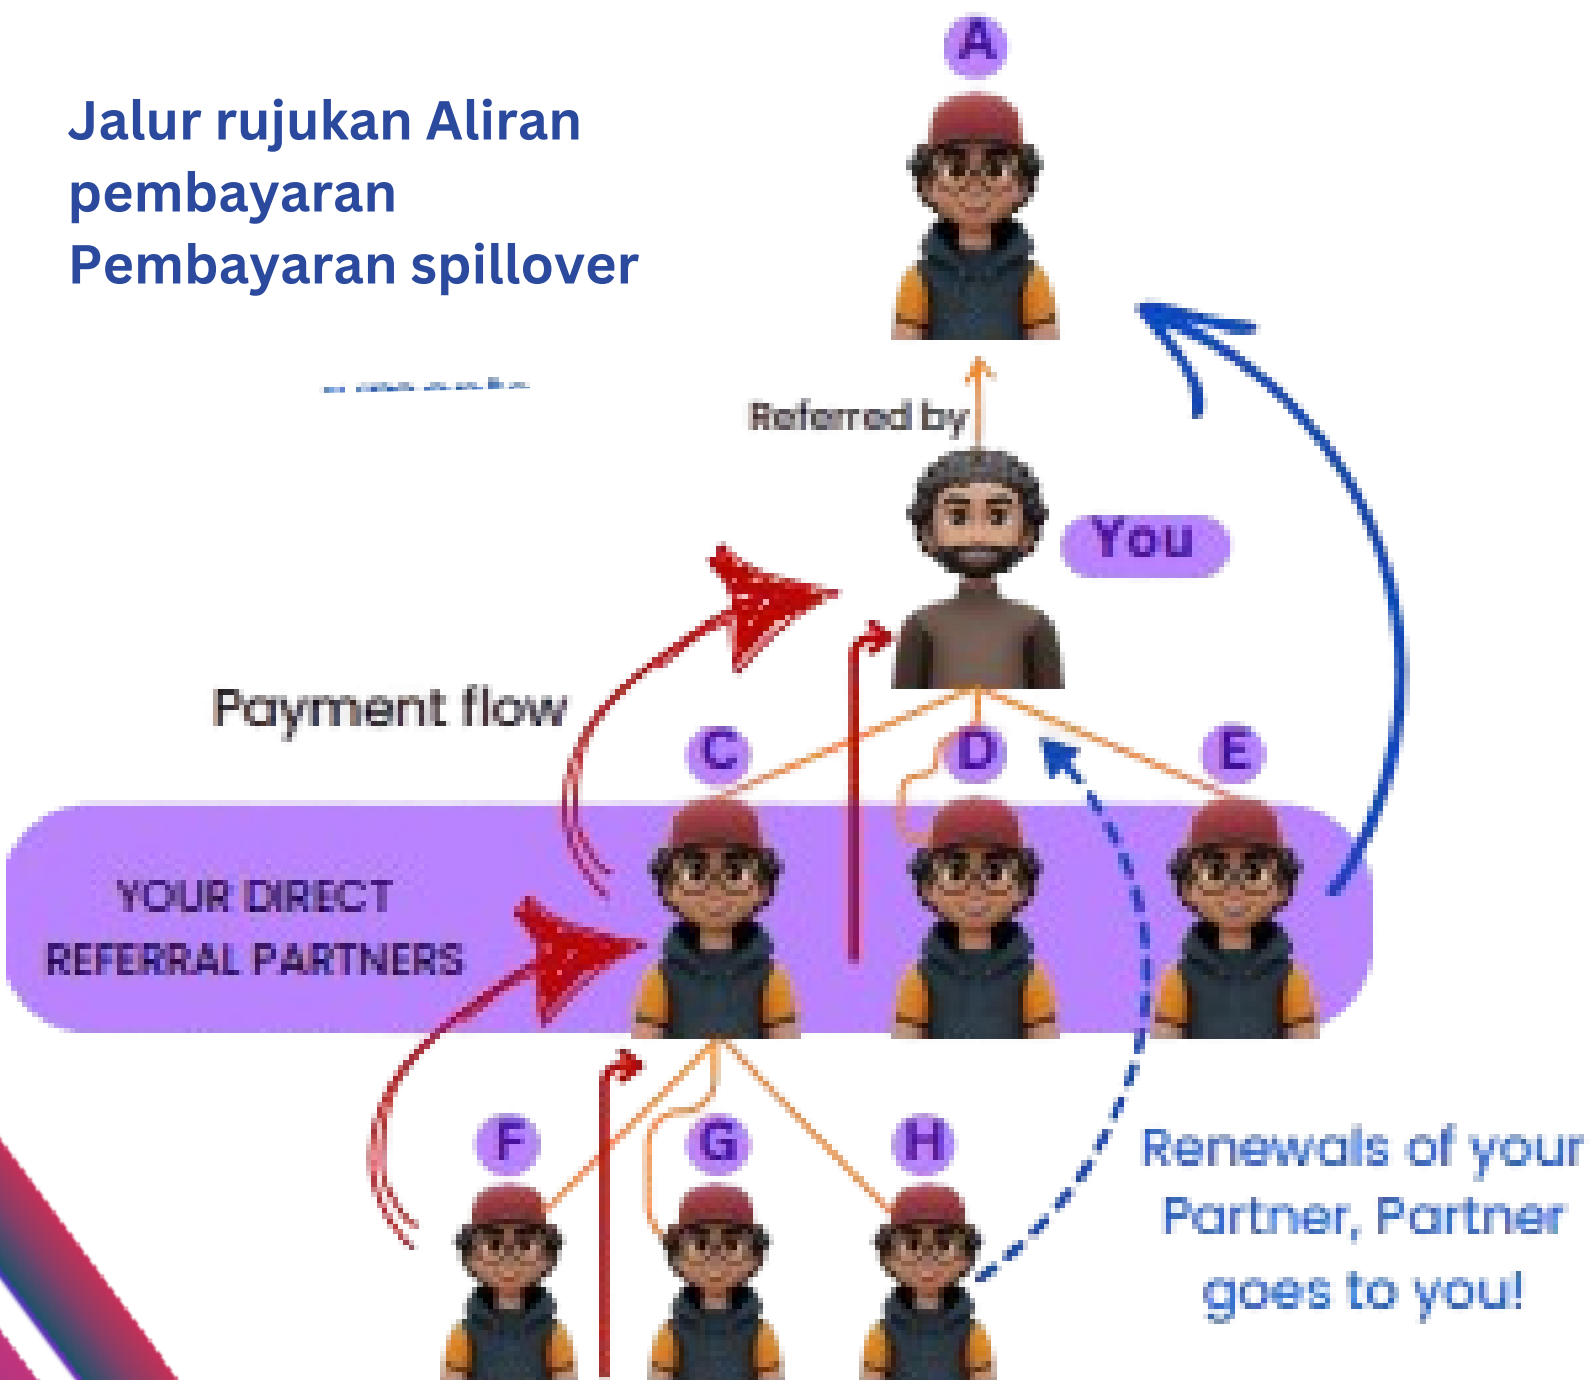 A
Jalur rujukan Aliran
pembayaran
Pembayaran spillover
Referred by
You
Payment flow
C
D
E
YOUR DIRECT
REFERRAL PARTNERS
F
G
H
Renewals of your
Partner, Partner
goes to you!